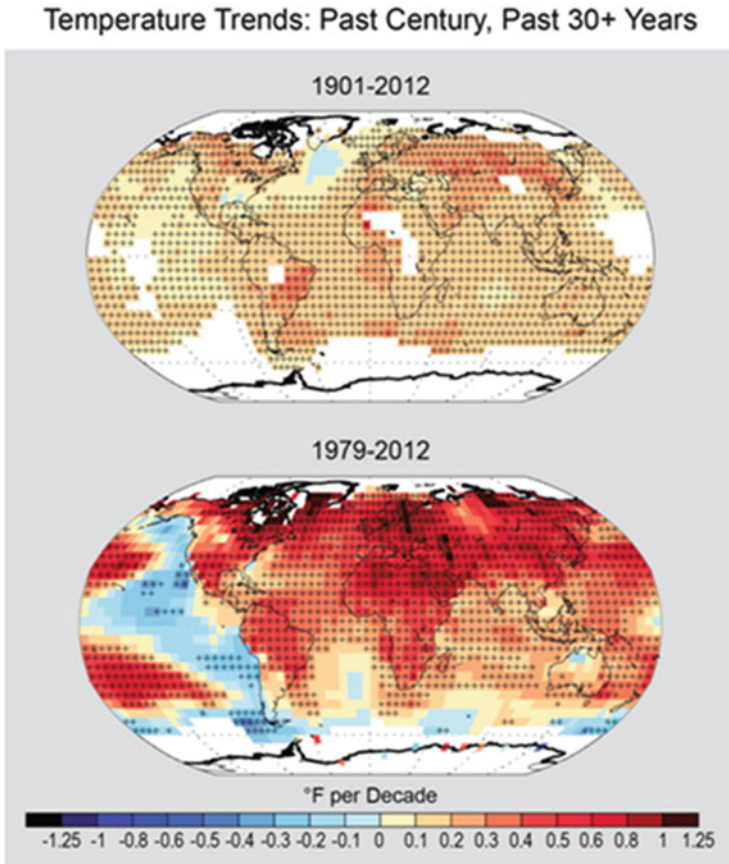 Temperature Trends: Past Century, Past 30+ Years
1901-2012
1979-2012
°F per Decade
-1.25 -1 -0.8 -0.6 -0.5 -0.4 -0.3 -0.2 -0.1 0 0.1 0.2 0.3 0.4 0.5 0.6 0.8 1 1.25